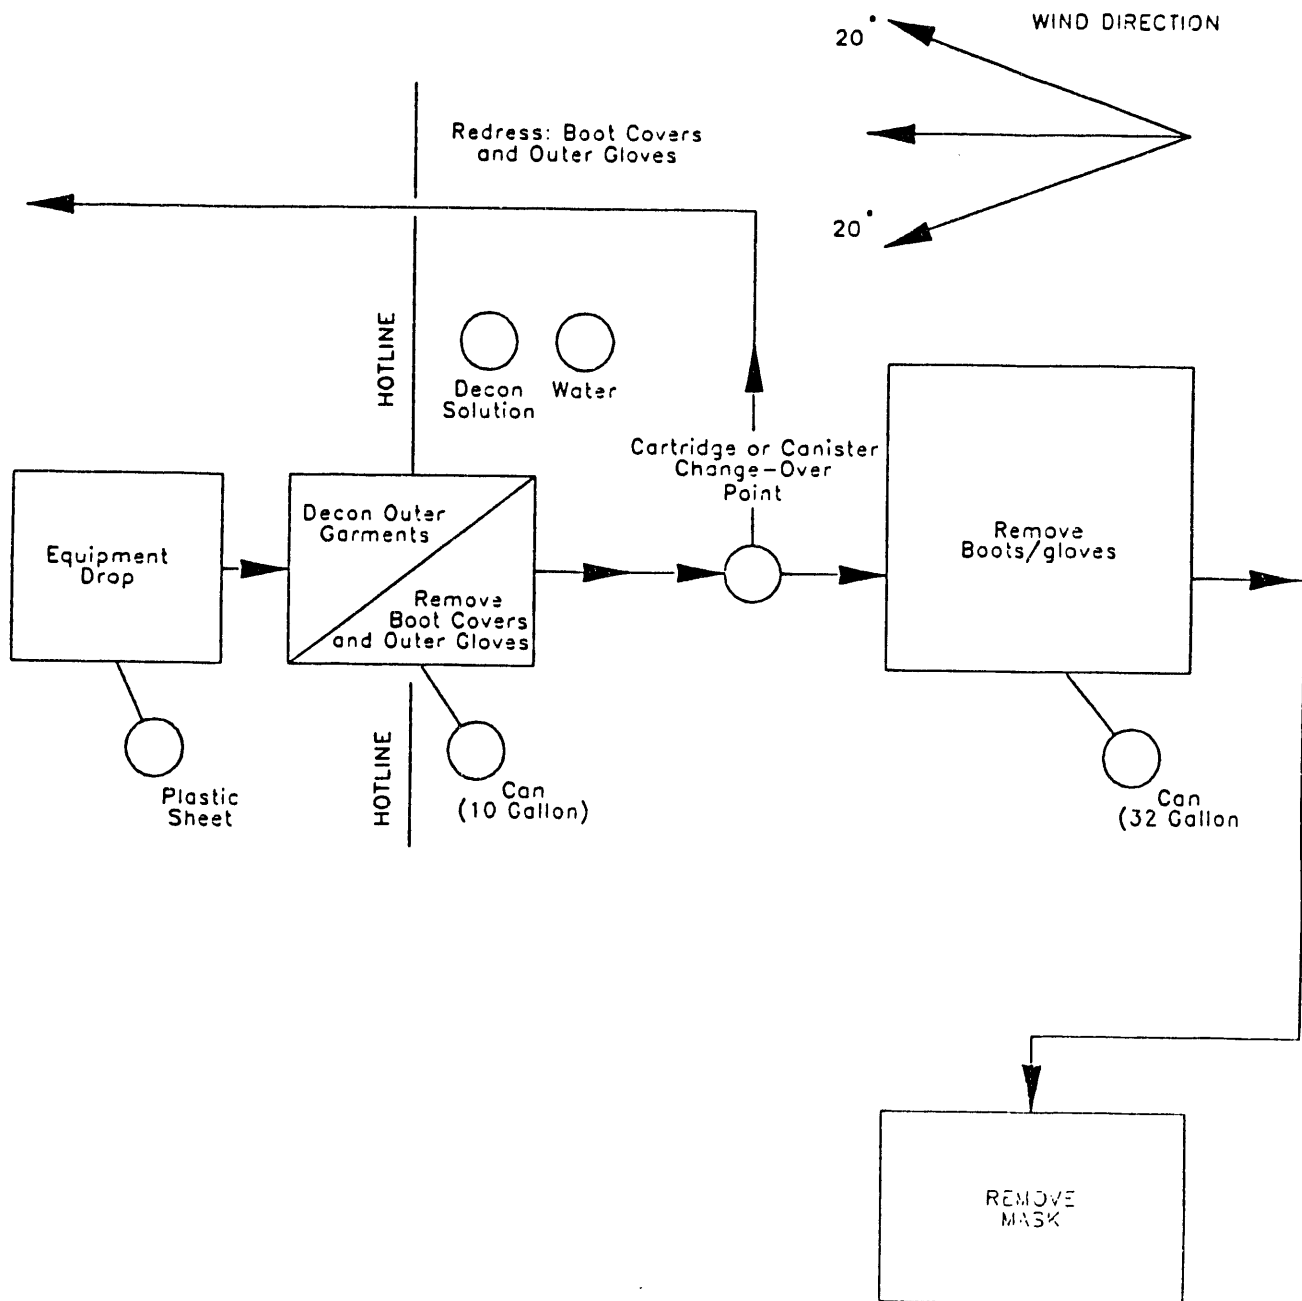 WIND DIRECTION
20°
20°
Redress: Boot Covers
and Outer Gloves
HOTLINE
Decon
Solution
Water
Cartridge or Canister
Change-Over
Point
Equipment
Drop
Decon Outer
Garments
Remove
Boot Covers
and Outer Gloves
Remove
Boots/gloves
Plastic
Sheet
HOTLINE
Can
(10 Gallon)
Can
(32 Gallon
REMOVE
MASK